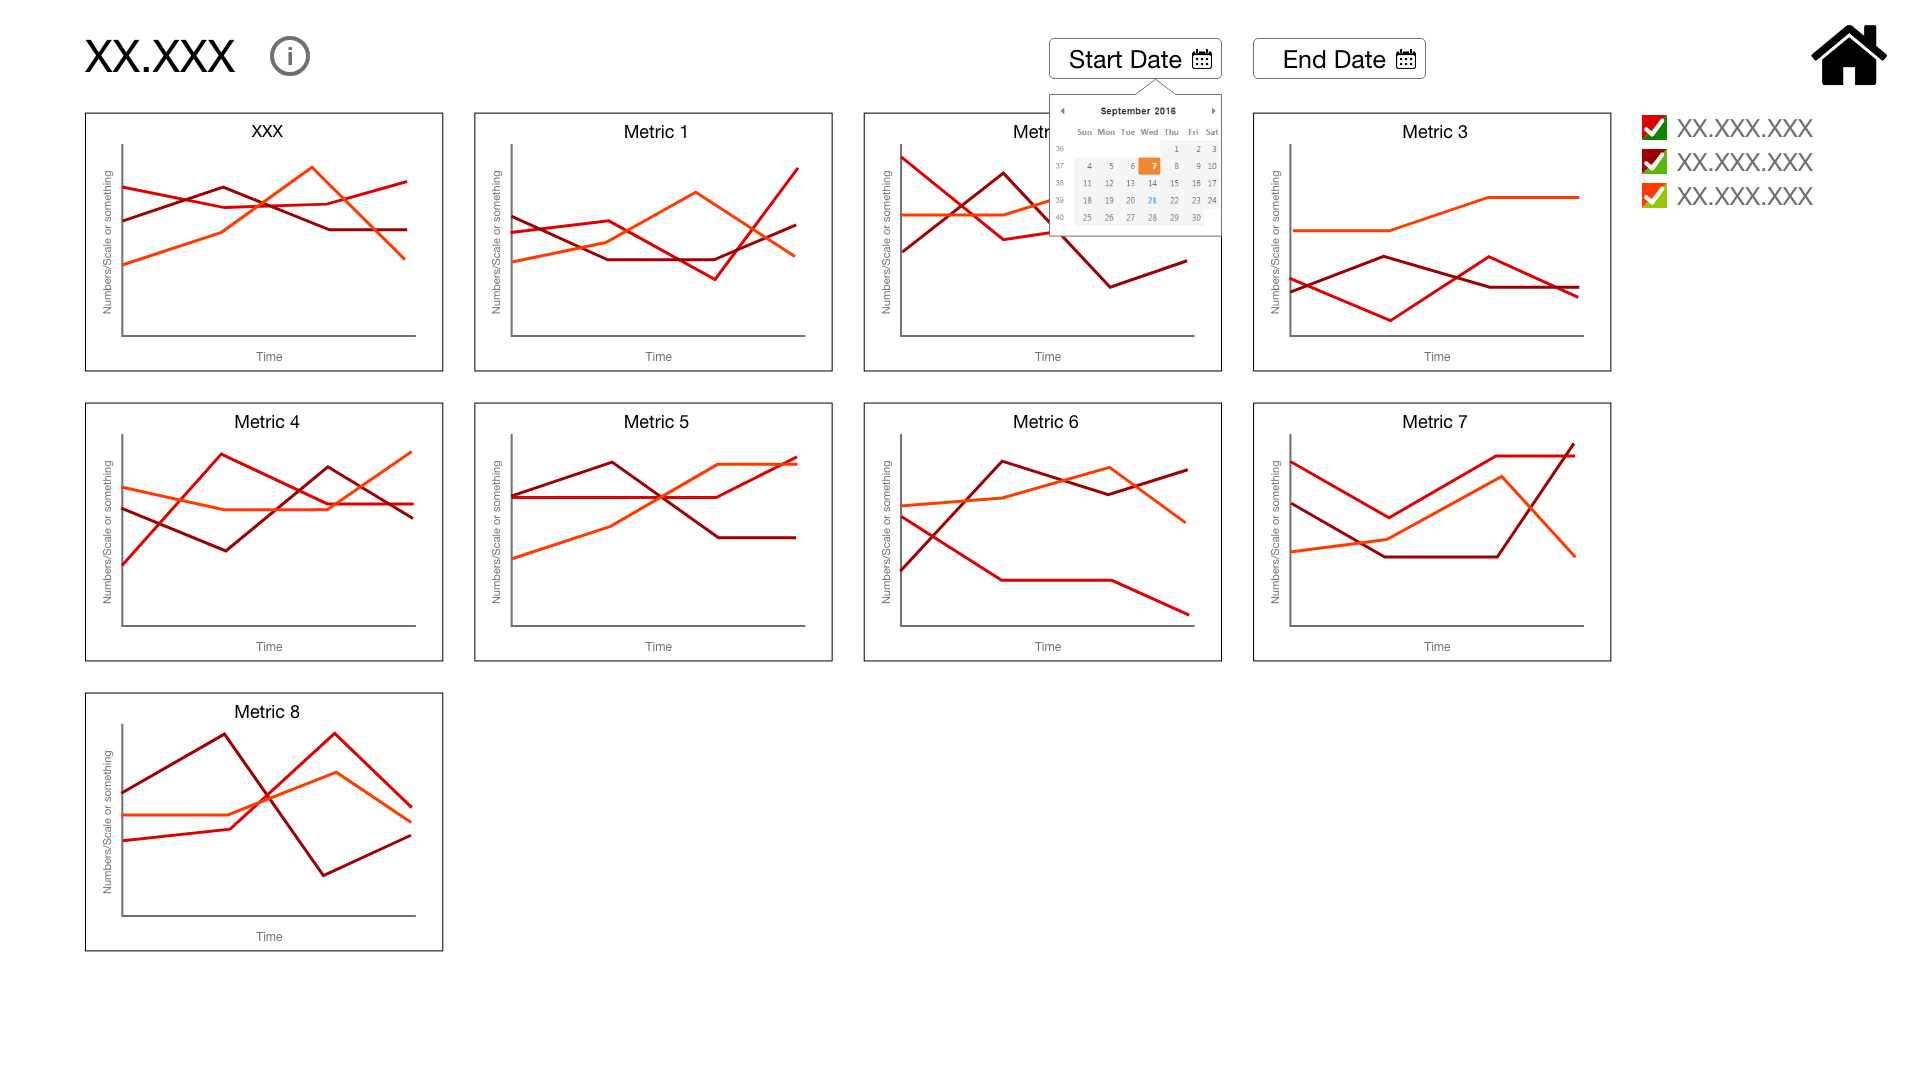 XX.XXX
i
Start Date
End Date
XXX
Numbers/Scale or something
Time
Metric 1
Numbers/Scale or something
Time
Metr
Numbers/Scale or something
Time
September 2016
Sun Mon Tue Wed Thu Fri Sat
36 1 2 3
37 4 5 6 7 8 9 10
38 11 12 13 14 15 16 17
39 18 19 20 21 22 23 24
40 25 26 27 28 29 30
Metric 3
Numbers/Scale or something
Time
XX.XXX.XXX
XX.XXX.XXX
XX.XXX.XXX
Metric 4
Numbers/Scale or something
Time
Metric 5
Numbers/Scale or something
Time
Metric 6
Numbers/Scale or something
Time
Metric 7
Numbers/Scale or something
Time
Metric 8
Numbers/Scale or something
Time